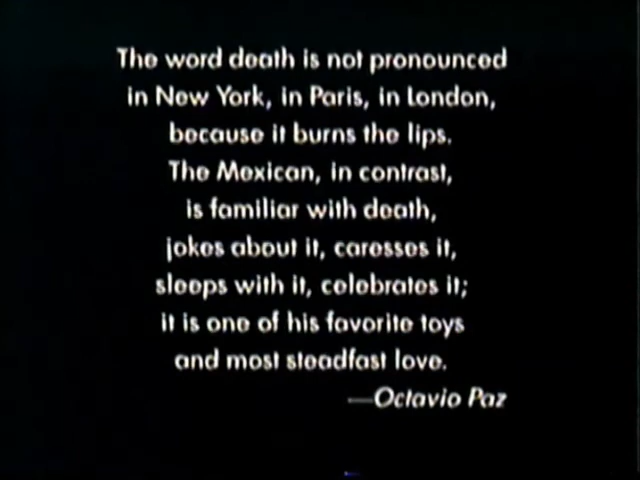 The word death is not pronounced
in New York, in Paris, in London,
because it burns the lips.
The Mexican, in contrast,
is familiar with death,
jokes about it, caresses it,
sleeps with it, celebrates it;
it is one of his favorite toys
and most steadfast love.
—Octavio Paz